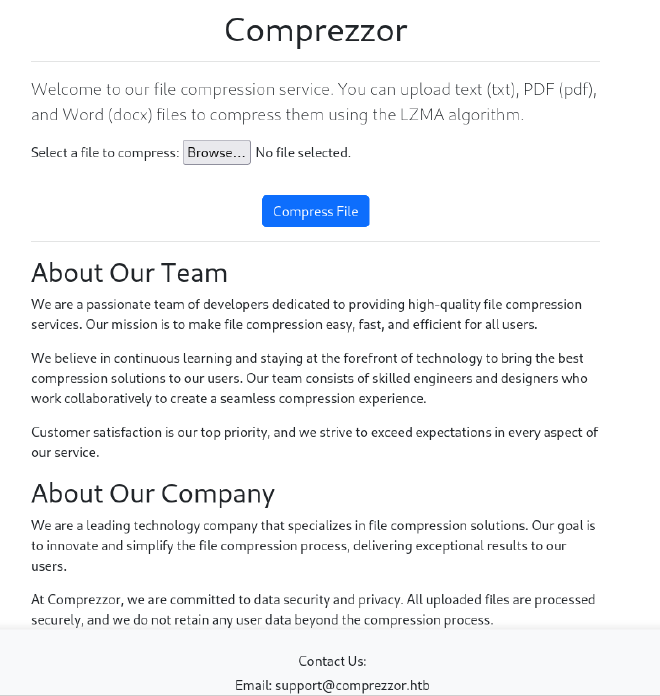 Comprezzor
Welcome to our file compression service. You can upload text (txt), PDF (pdf),
and Word (docx) files to compress them using the LZMA algorithm.
Select a file to compress: Browse... No file selected.
Compress File
About Our Team
We are a passionate team of developers dedicated to providing high-quality file compression
services. Our mission is to make file compression easy, fast, and efficient for all users.
We believe in continuous learning and staying at the forefront of technology to bring the best
compression solutions to our users. Our team consists of skilled engineers and designers who
work collaboratively to create a seamless compression experience.
Customer satisfaction is our top priority, and we strive to exceed expectations in every aspect of
our service.
About Our Company
We are a leading technology company that specializes in file compression solutions. Our goal is
to innovate and simplify the file compression process, delivering exceptional results to our
users.
At Comprezzor, we are committed to data security and privacy. All uploaded files are processed
securely, and we do not retain any user data beyond the compression process.
Contact Us:
Email: support@comprezzor.htb